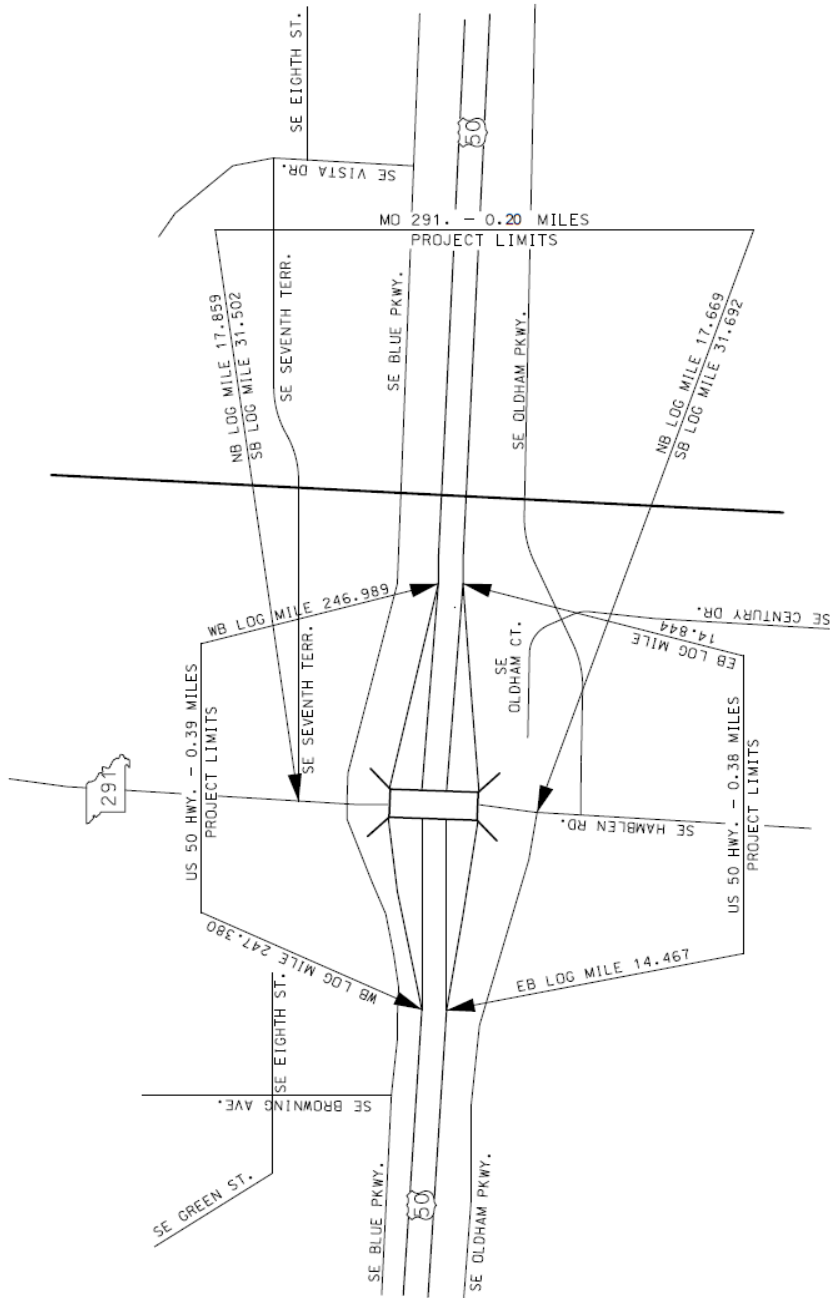 SE EIGHTH ST.
50
SE VISTA DR.
MO 291. - 0.20 MILES
PROJECT LIMITS
SE SEVENTH TERR.
NB LOG MILE 17.859
SB LOG MILE 31.502
SE BLUE PKWY.
SE OLDHAM PKWY.
NB LOG MILE 17.669
SB LOG MILE 31.692
WB LOG MILE 246.989
SE CENTURY DR.
EB LOG MILE
14.844
SE
OLDHAM CT.
SE SEVENTH TERR.
US 50 HWY. - 0.39 MILES
PROJECT LIMITS
291
SE HAMBLEN RD.
US 50 HWY. - 0.38 MILES
PROJECT LIMITS
WB LOG MILE 247.380
EB LOG MILE 14.467
SE EIGHTH ST.
SE BROWNING AVE.
SE GREEN ST.
SE BLUE PKWY.
50
SE OLDHAM PKWY.